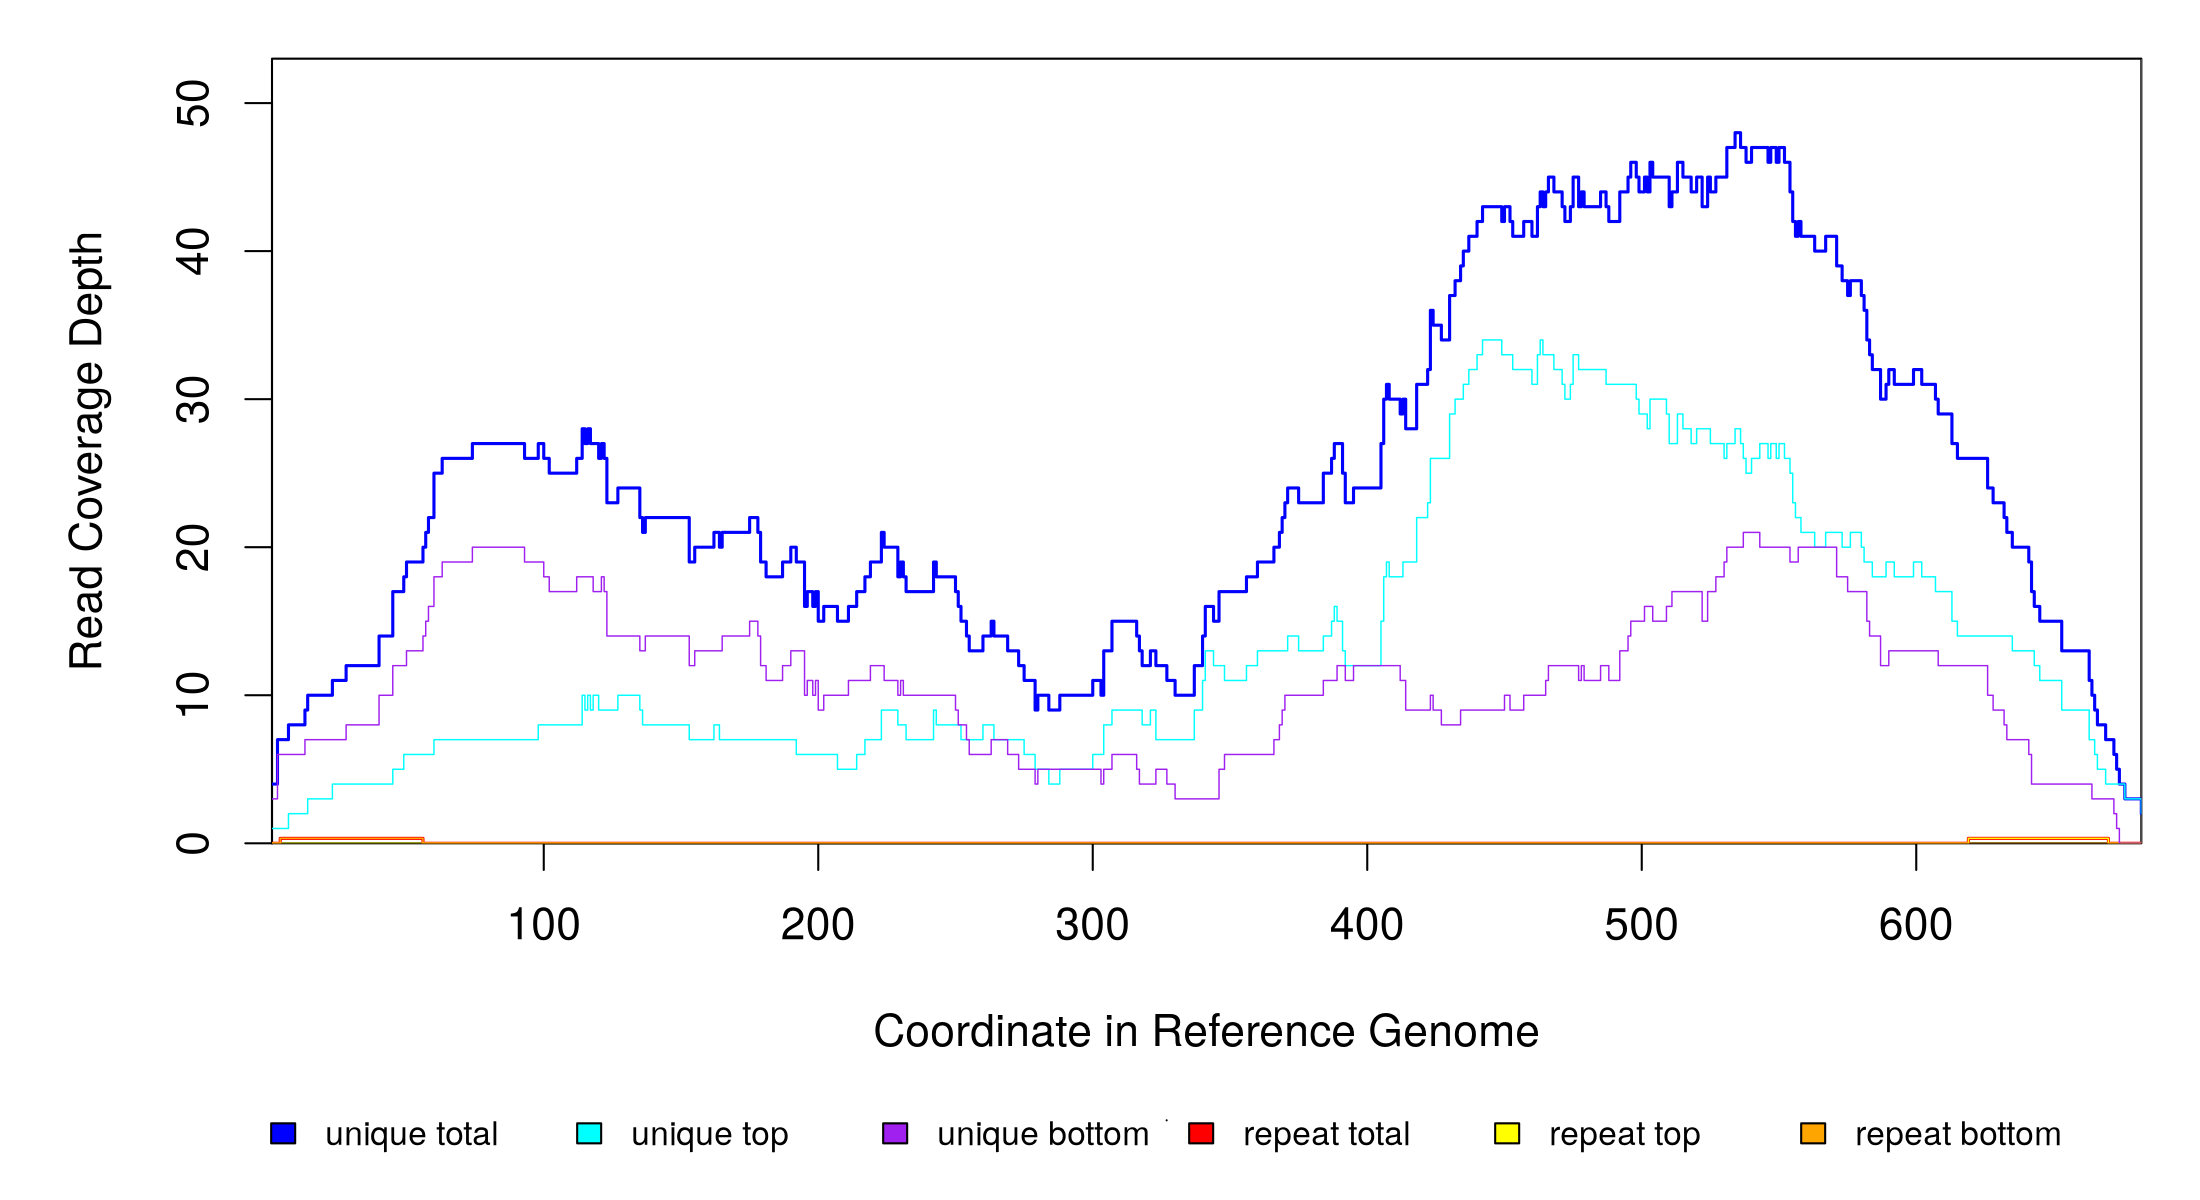 Read Coverage Depth
50
40
30
20
10
0
100 200 300 400 500 600
Coordinate in Reference Genome
unique total unique top unique bottom repeat total repeat top repeat bottom